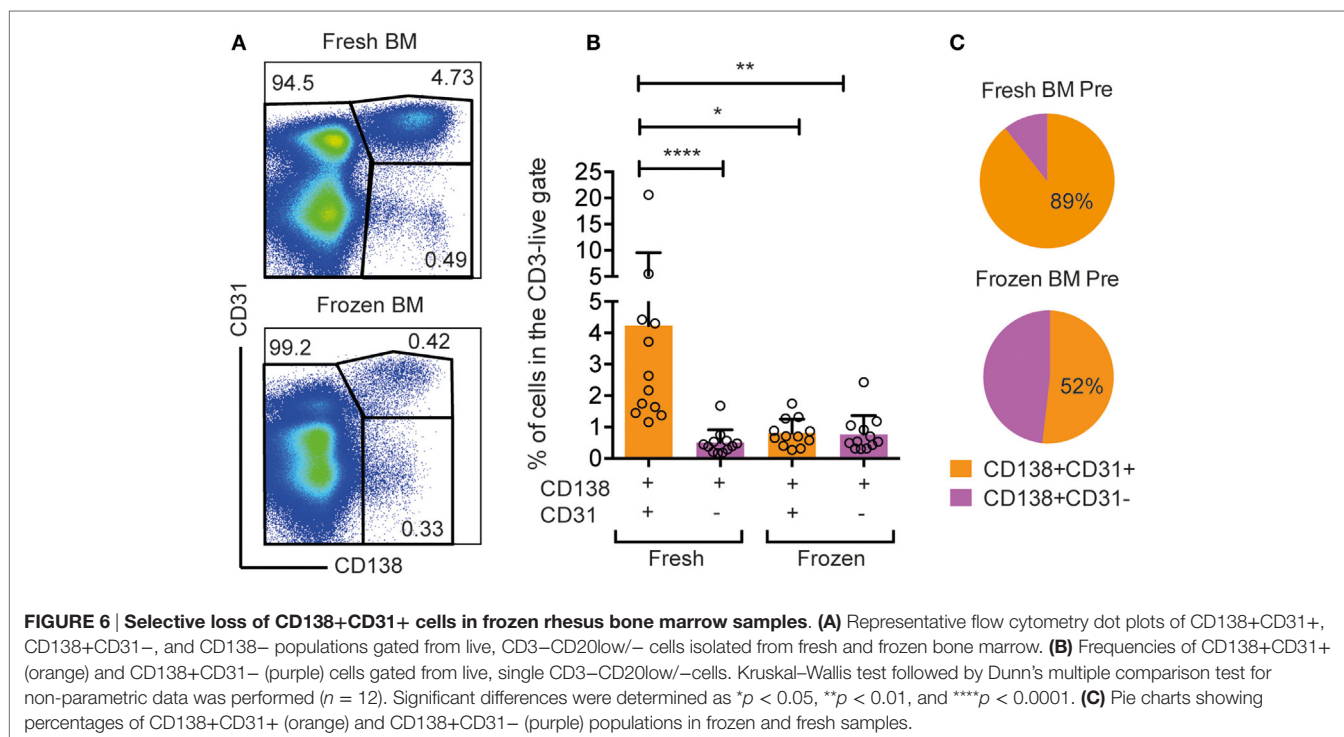 A
Fresh BM
94.5
4.73
0.49
Frozen BM
99.2
0.42
0.33
CD31
CD138
B
**
*
****
% of cells in the CD3-live gate
25
20
15
10
5
5
4
3
2
1
0
CD138 + + + +
CD31 + - + -
Fresh Frozen
C
Fresh BM Pre
89%
Frozen BM Pre
52%
CD138+CD31+
CD138+CD31-
FIGURE 6 | Selective loss of CD138+CD31+ cells in frozen rhesus bone marrow samples. (A) Representative flow cytometry dot plots of CD138+CD31+,
CD138+CD31−, and CD138− populations gated from live, CD3−CD20low/− cells isolated from fresh and frozen bone marrow. (B) Frequencies of CD138+CD31+
(orange) and CD138+CD31− (purple) cells gated from live, single CD3−CD20low/−cells. Kruskal–Wallis test followed by Dunn's multiple comparison test for
non-parametric data was performed (n = 12). Significant differences were determined as *p < 0.05, **p < 0.01, and ****p < 0.0001. (C) Pie charts showing
percentages of CD138+CD31+ (orange) and CD138+CD31− (purple) populations in frozen and fresh samples.